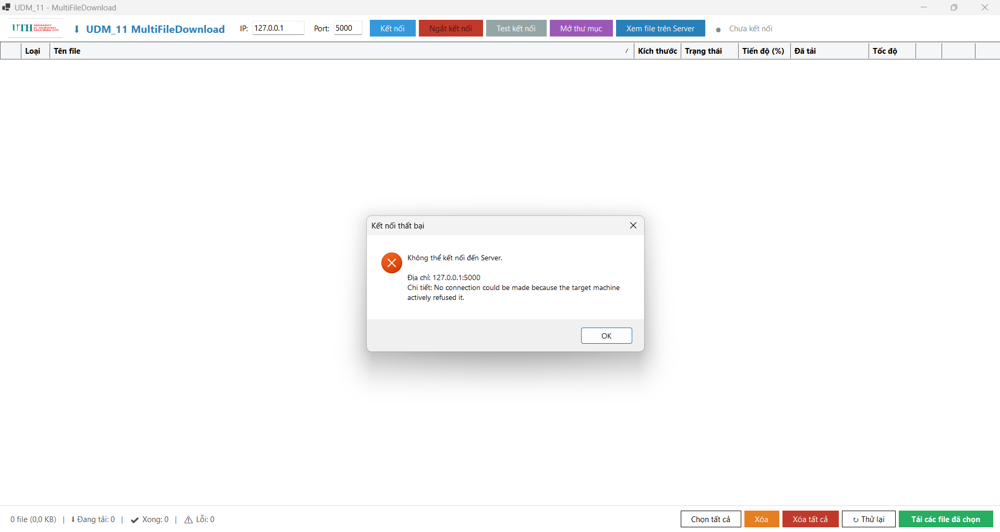 UDM_11 - MultiFileDownload
UTH UNIVERSITY
OF TRANSPORT
HOCHIMINH CITY
⬇ UDM_11 MultiFileDownload
IP: 127.0.0.1 Port: 5000 Kết nối Ngắt kết nối Test kết nối Mở thư mục Xem file trên Server ● Chưa kết nối
Loại Tên file Kích thước Trạng thái Tiến độ (%) Đã tải Tốc độ
Kết nối thất bại
Không thể kết nối đến Server.
Địa chỉ: 127.0.0.1:5000
Chi tiết: No connection could be made because the target machine
actively refused it.
OK
0 file (0,0 KB) | ⬇ Đang tải: 0 | ✔ Xong: 0 | ⚠ Lỗi: 0
Chọn tất cả Xóa Xóa tất cả ↻ Thử lại Tải các file đã chọn